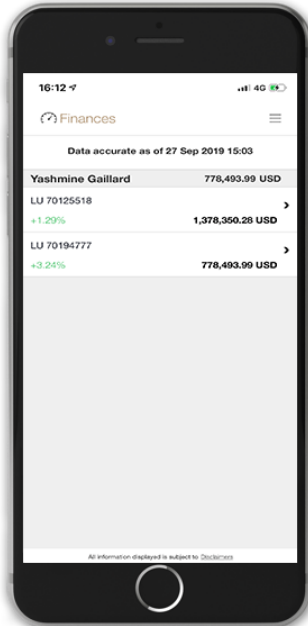 16:12 4G
Finances
Data accurate as of 27 Sep 2019 15:03
Yashmine Gaillard 778,493.99 USD
LU 70125518
+1.29% 1,378,350.28 USD
LU 70194777
+3.24% 778,493.99 USD
All information displayed is subject to Disclaimers